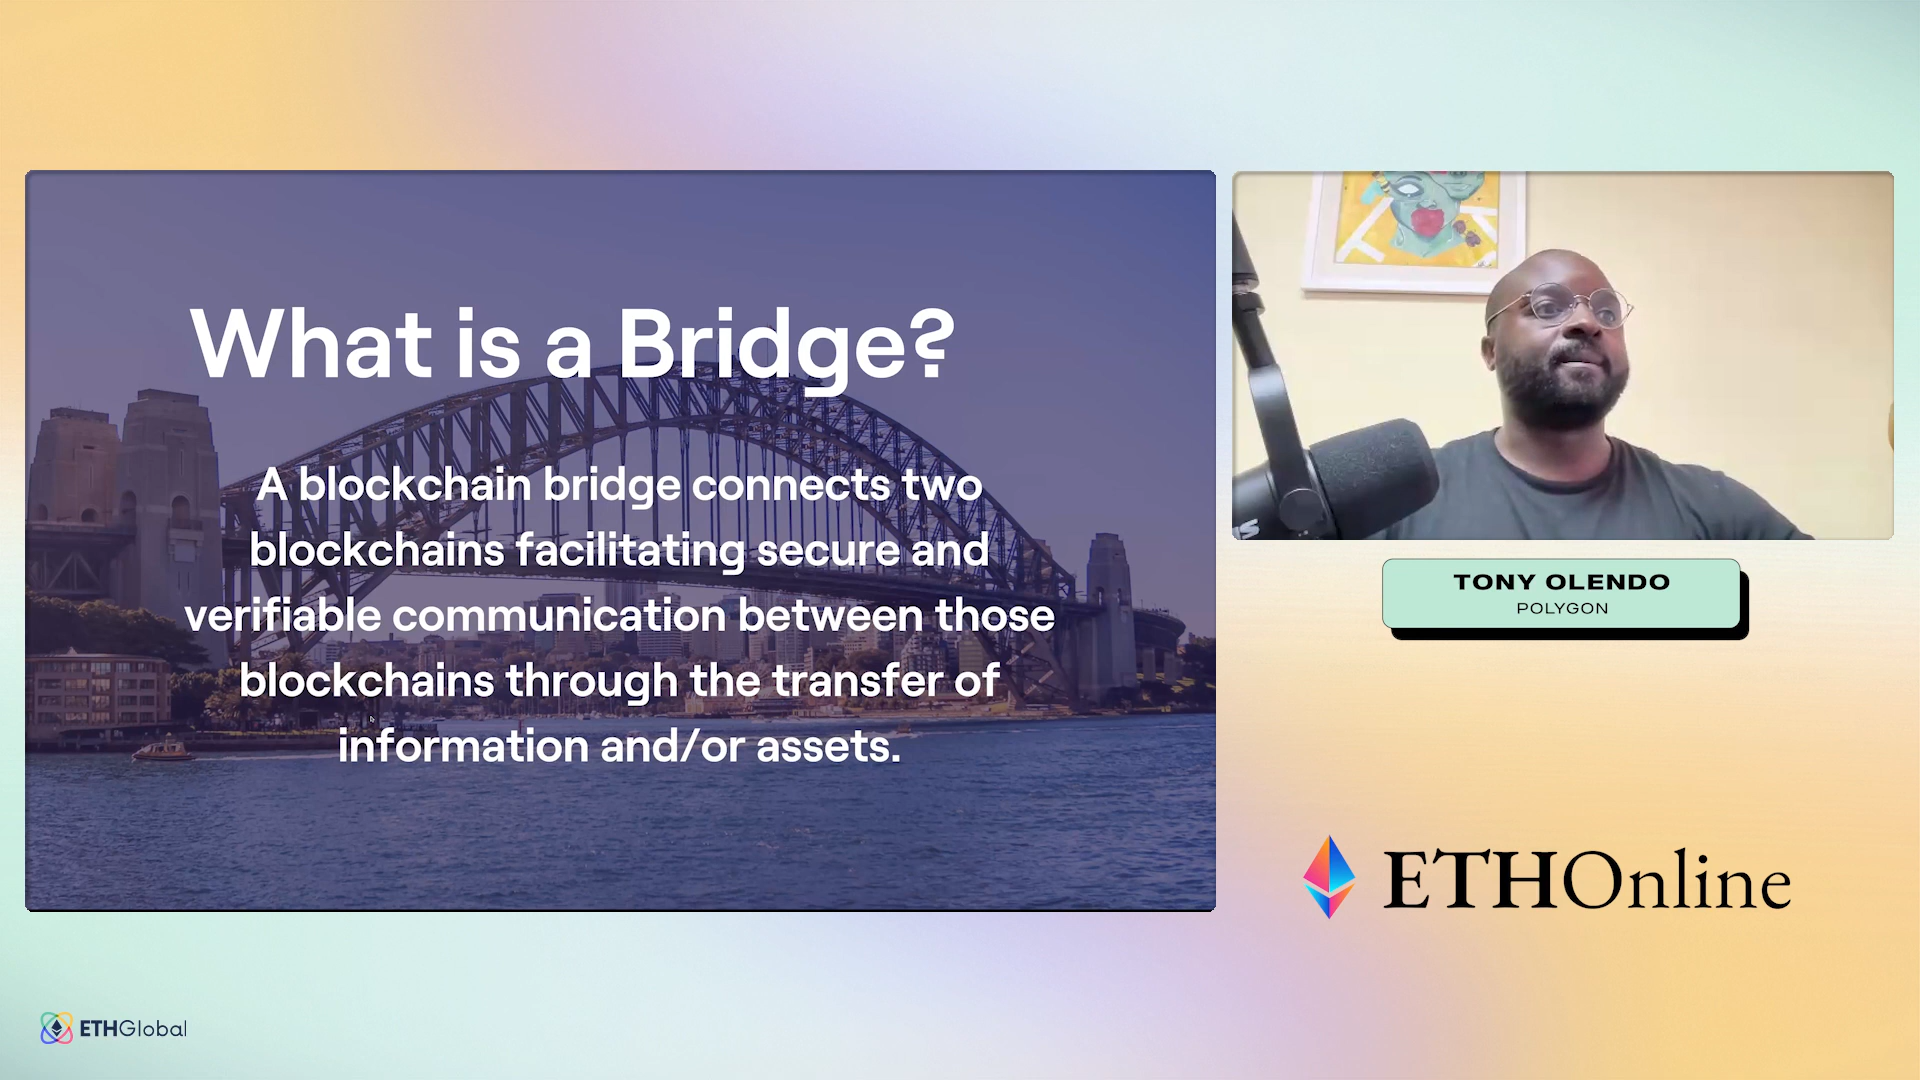 What is a Bridge?
A blockchain bridge connects two
blockchains facilitating secure and
verifiable communication between those
blockchains through the transfer of
information and/or assets.
TONY OLENDO
POLYGON
ETHOnline
ETHGlobal